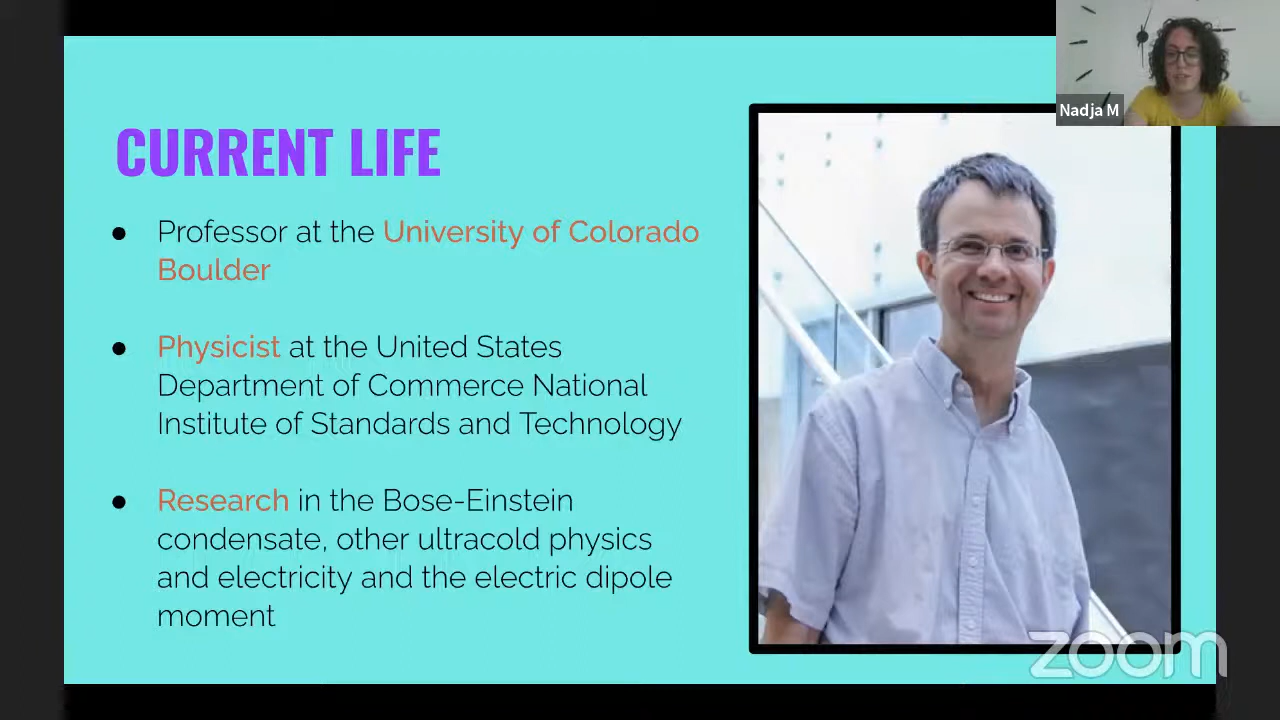 Nadja M
CURRENT LIFE
● Professor at the University of Colorado
Boulder
● Physicist at the United States
Department of Commerce National
Institute of Standards and Technology
● Research in the Bose-Einstein
condensate, other ultracold physics
and electricity and the electric dipole
moment
zoom